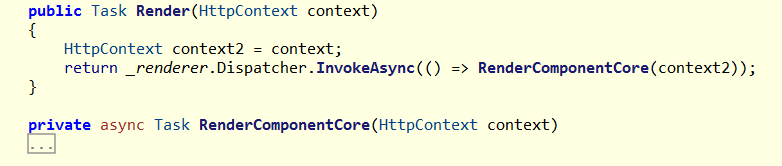 public Task Render(HttpContext context)
{
    HttpContext context2 = context;
    return _renderer.Dispatcher.InvokeAsync(() => RenderComponentCore(context2));
}

private async Task RenderComponentCore(HttpContext context)
...